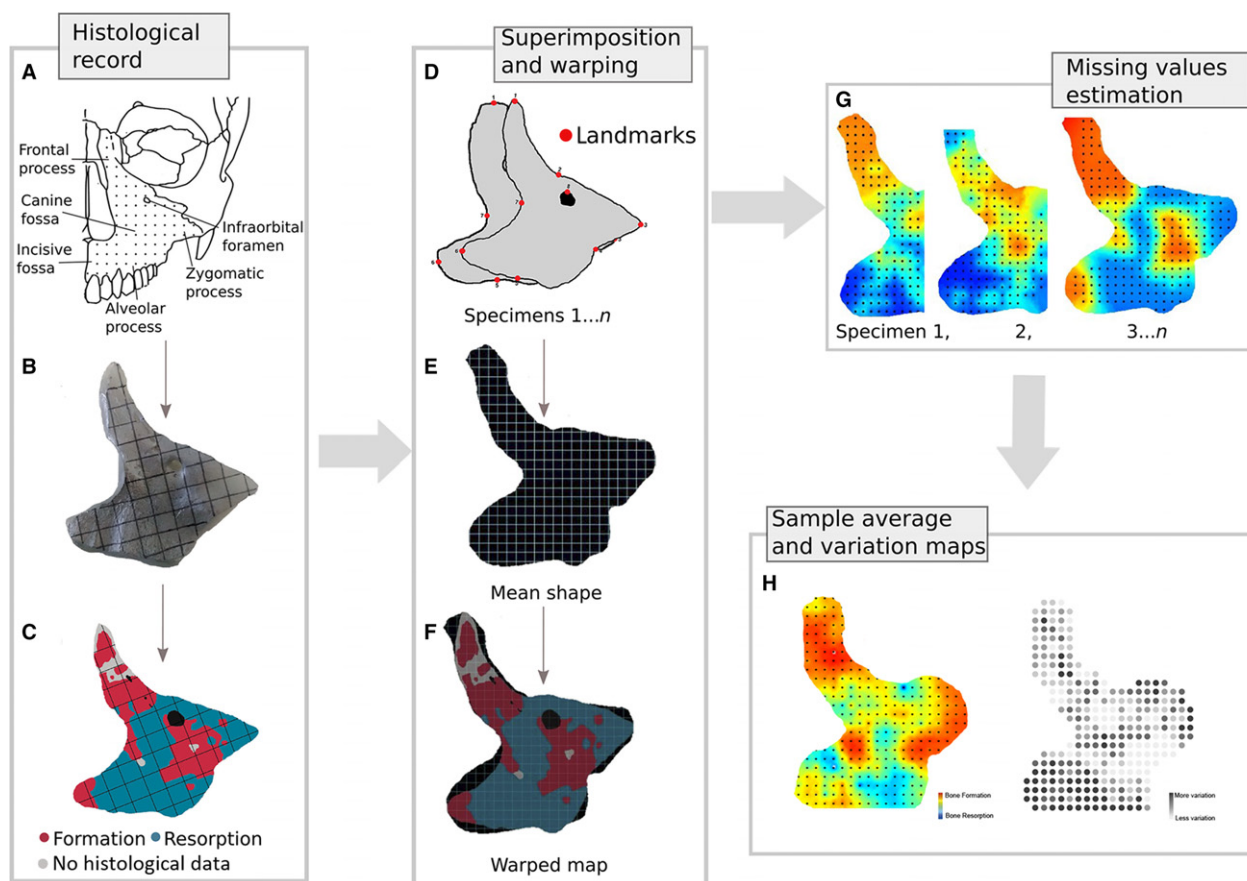 Histological
record
A
Frontal
process
Canine
fossa
Incisive
fossa
Infraorbital
foramen
Zygomatic
process
Alveolar
process
B
C
Formation Resorption
No histological data
Superimposition
and warping
D
Landmarks
Specimens 1...n
E
Mean shape
F
Warped map
Missing values
estimation
G
Specimen 1, 2, 3...n
Sample average
and variation maps
H
Bone Formation
Bone Resorption
More variation
Less variation